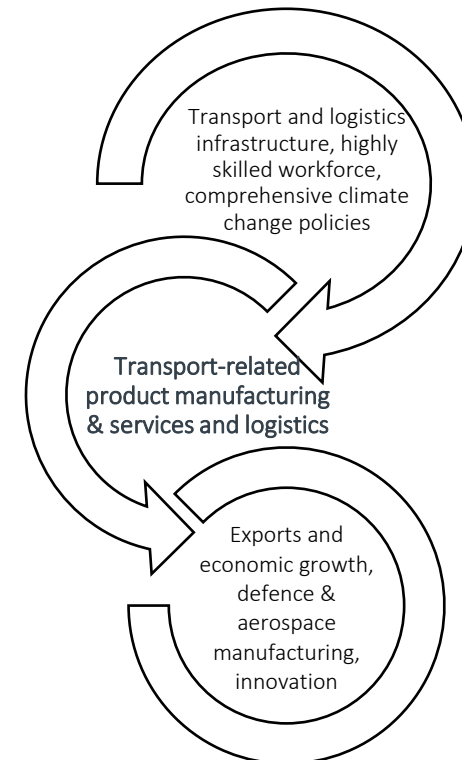 Transport and logistics
infrastructure, highly
skilled workforce,
comprehensive climate
change policies
Transport-related
product manufacturing
& services and logistics
Exports and
economic growth,
defence &
aerospace
manufacturing,
innovation